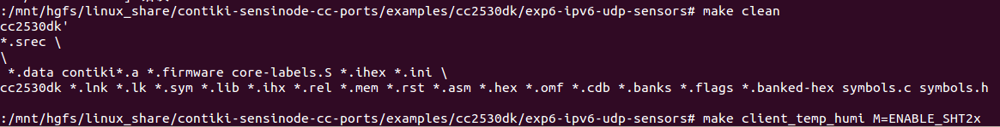 :/mnt/hgfs/linux_share/contiki-sensinode-cc-ports/examples/cc2530dk/exp6-ipv6-udp-sensors# make clean
cc2530dk'
*.srec \
\
 *.data contiki*.a *.firmware core-labels.S *.ihex *.ini \
cc2530dk *.lnk *.lk *.sym *.lib *.ihx *.rel *.mem *.rst *.asm *.hex *.omf *.cdb *.banks *.flags *.banked-hex symbols.c symbols.h
:/mnt/hgfs/linux_share/contiki-sensinode-cc-ports/examples/cc2530dk/exp6-ipv6-udp-sensors# make client_temp_humi M=ENABLE_SHT2x